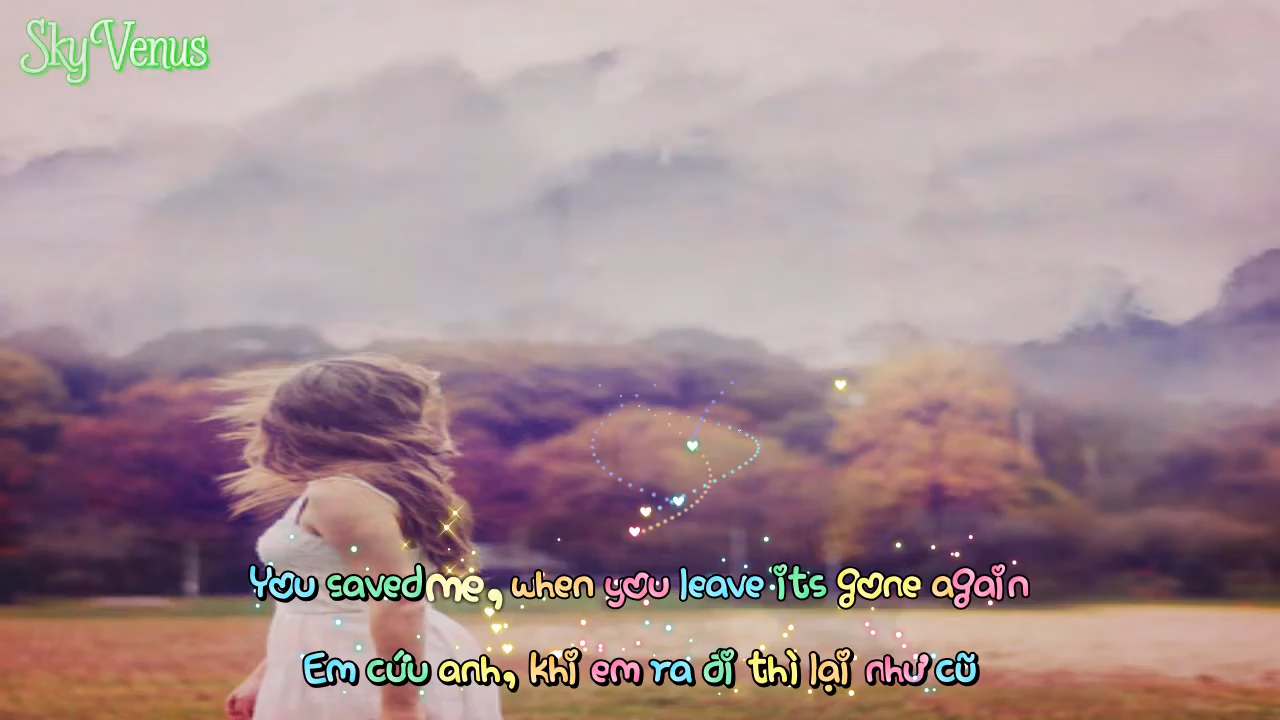 Sky Venus
You saved me, when you leave its gone again
Em cứu anh, khi em ra đi thì lại như cũ